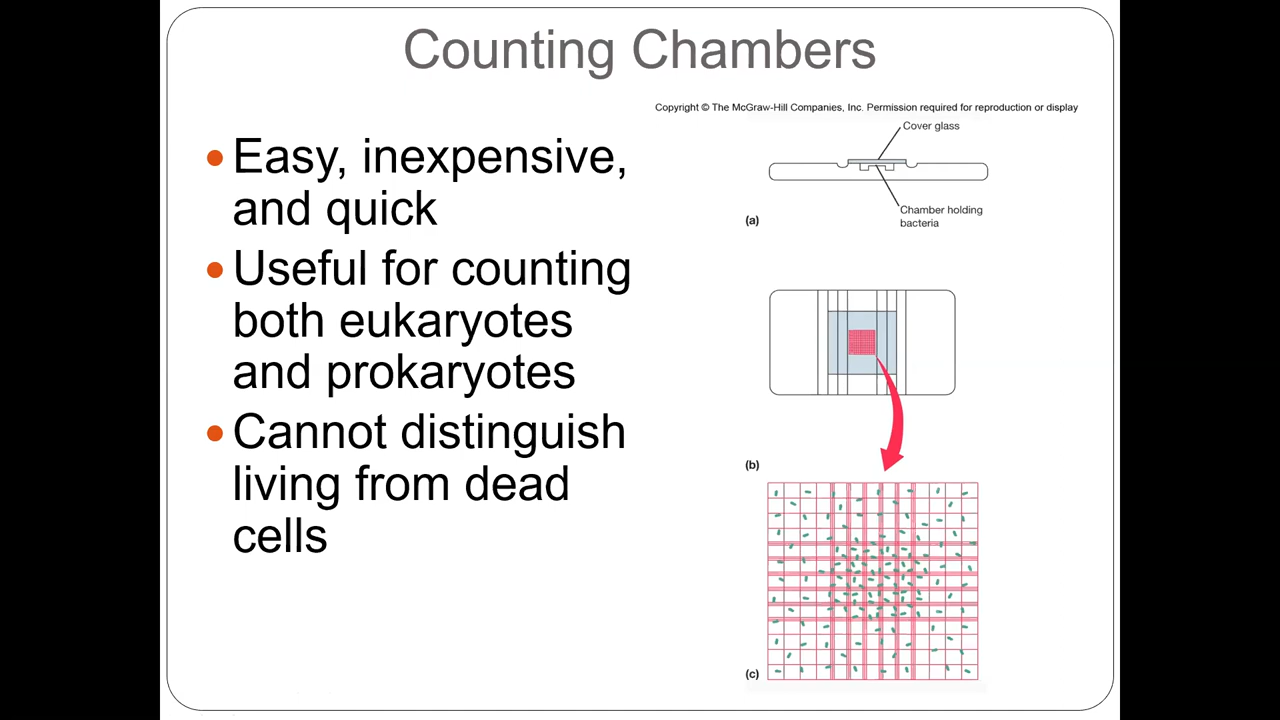 Counting Chambers
Copyright © The McGraw-Hill Companies, Inc. Permission required for reproduction or display
• Easy, inexpensive,
and quick
• Useful for counting
both eukaryotes
and prokaryotes
• Cannot distinguish
living from dead
cells
Cover glass
Chamber holding
bacteria
(a)
(b)
(c)